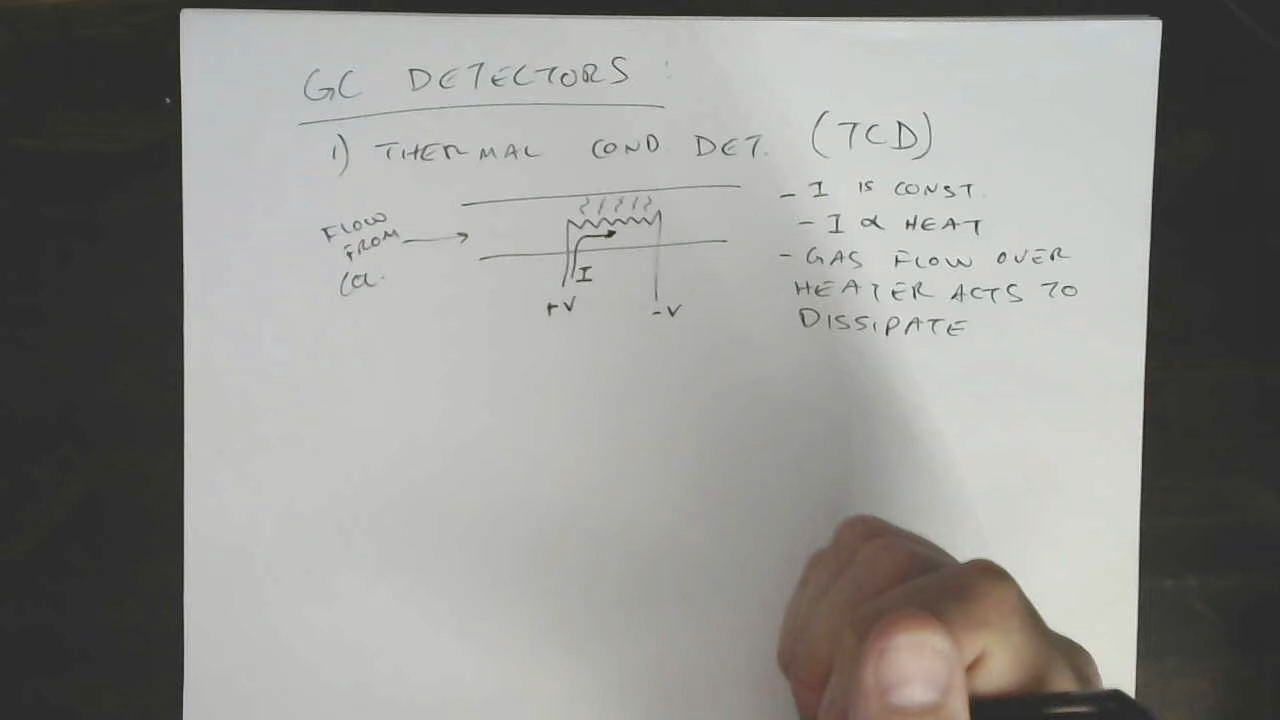 GC DETECTORS :
1) THERMAL COND DET. (TCD)
FLOW
FROM
COL.
I
+V
-V
- I IS CONST.
- I α HEAT
- GAS FLOW OVER
HEATER ACTS TO
DISSIPATE